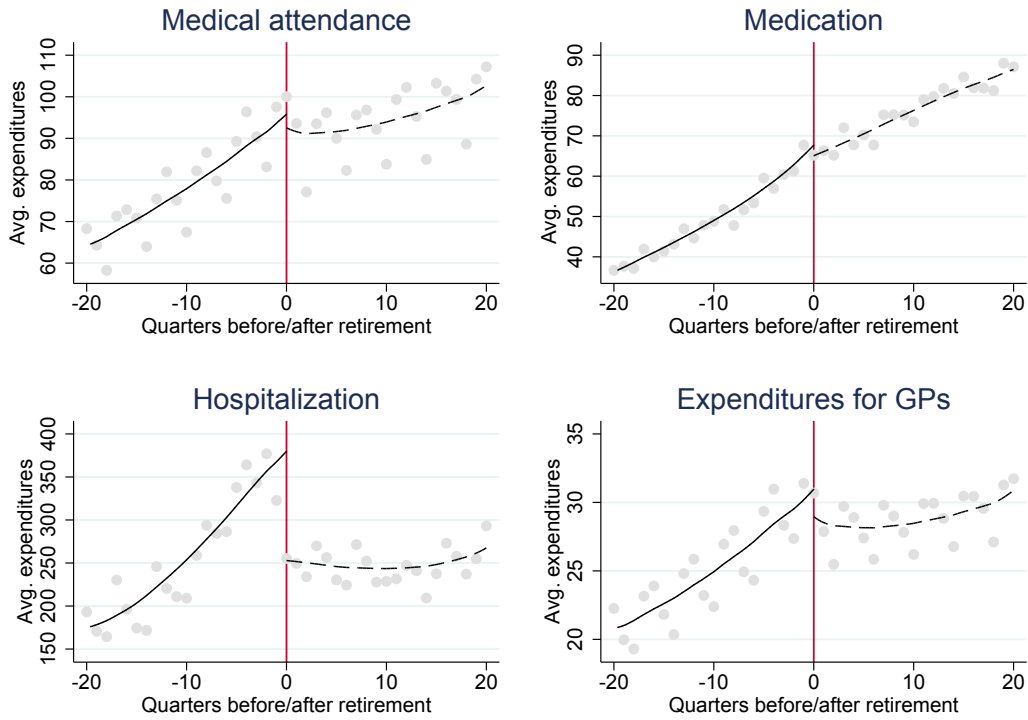 Medical attendance
Avg. expenditures
60 70 80 90 100 110
-20 -10 0 10 20
Quarters before/after retirement
Medication
Avg. expenditures
40 50 60 70 80 90
-20 -10 0 10 20
Quarters before/after retirement
Hospitalization
Avg. expenditures
150 200 250 300 350 400
-20 -10 0 10 20
Quarters before/after retirement
Expenditures for GPs
Avg. expenditures
20 25 30 35
-20 -10 0 10 20
Quarters before/after retirement